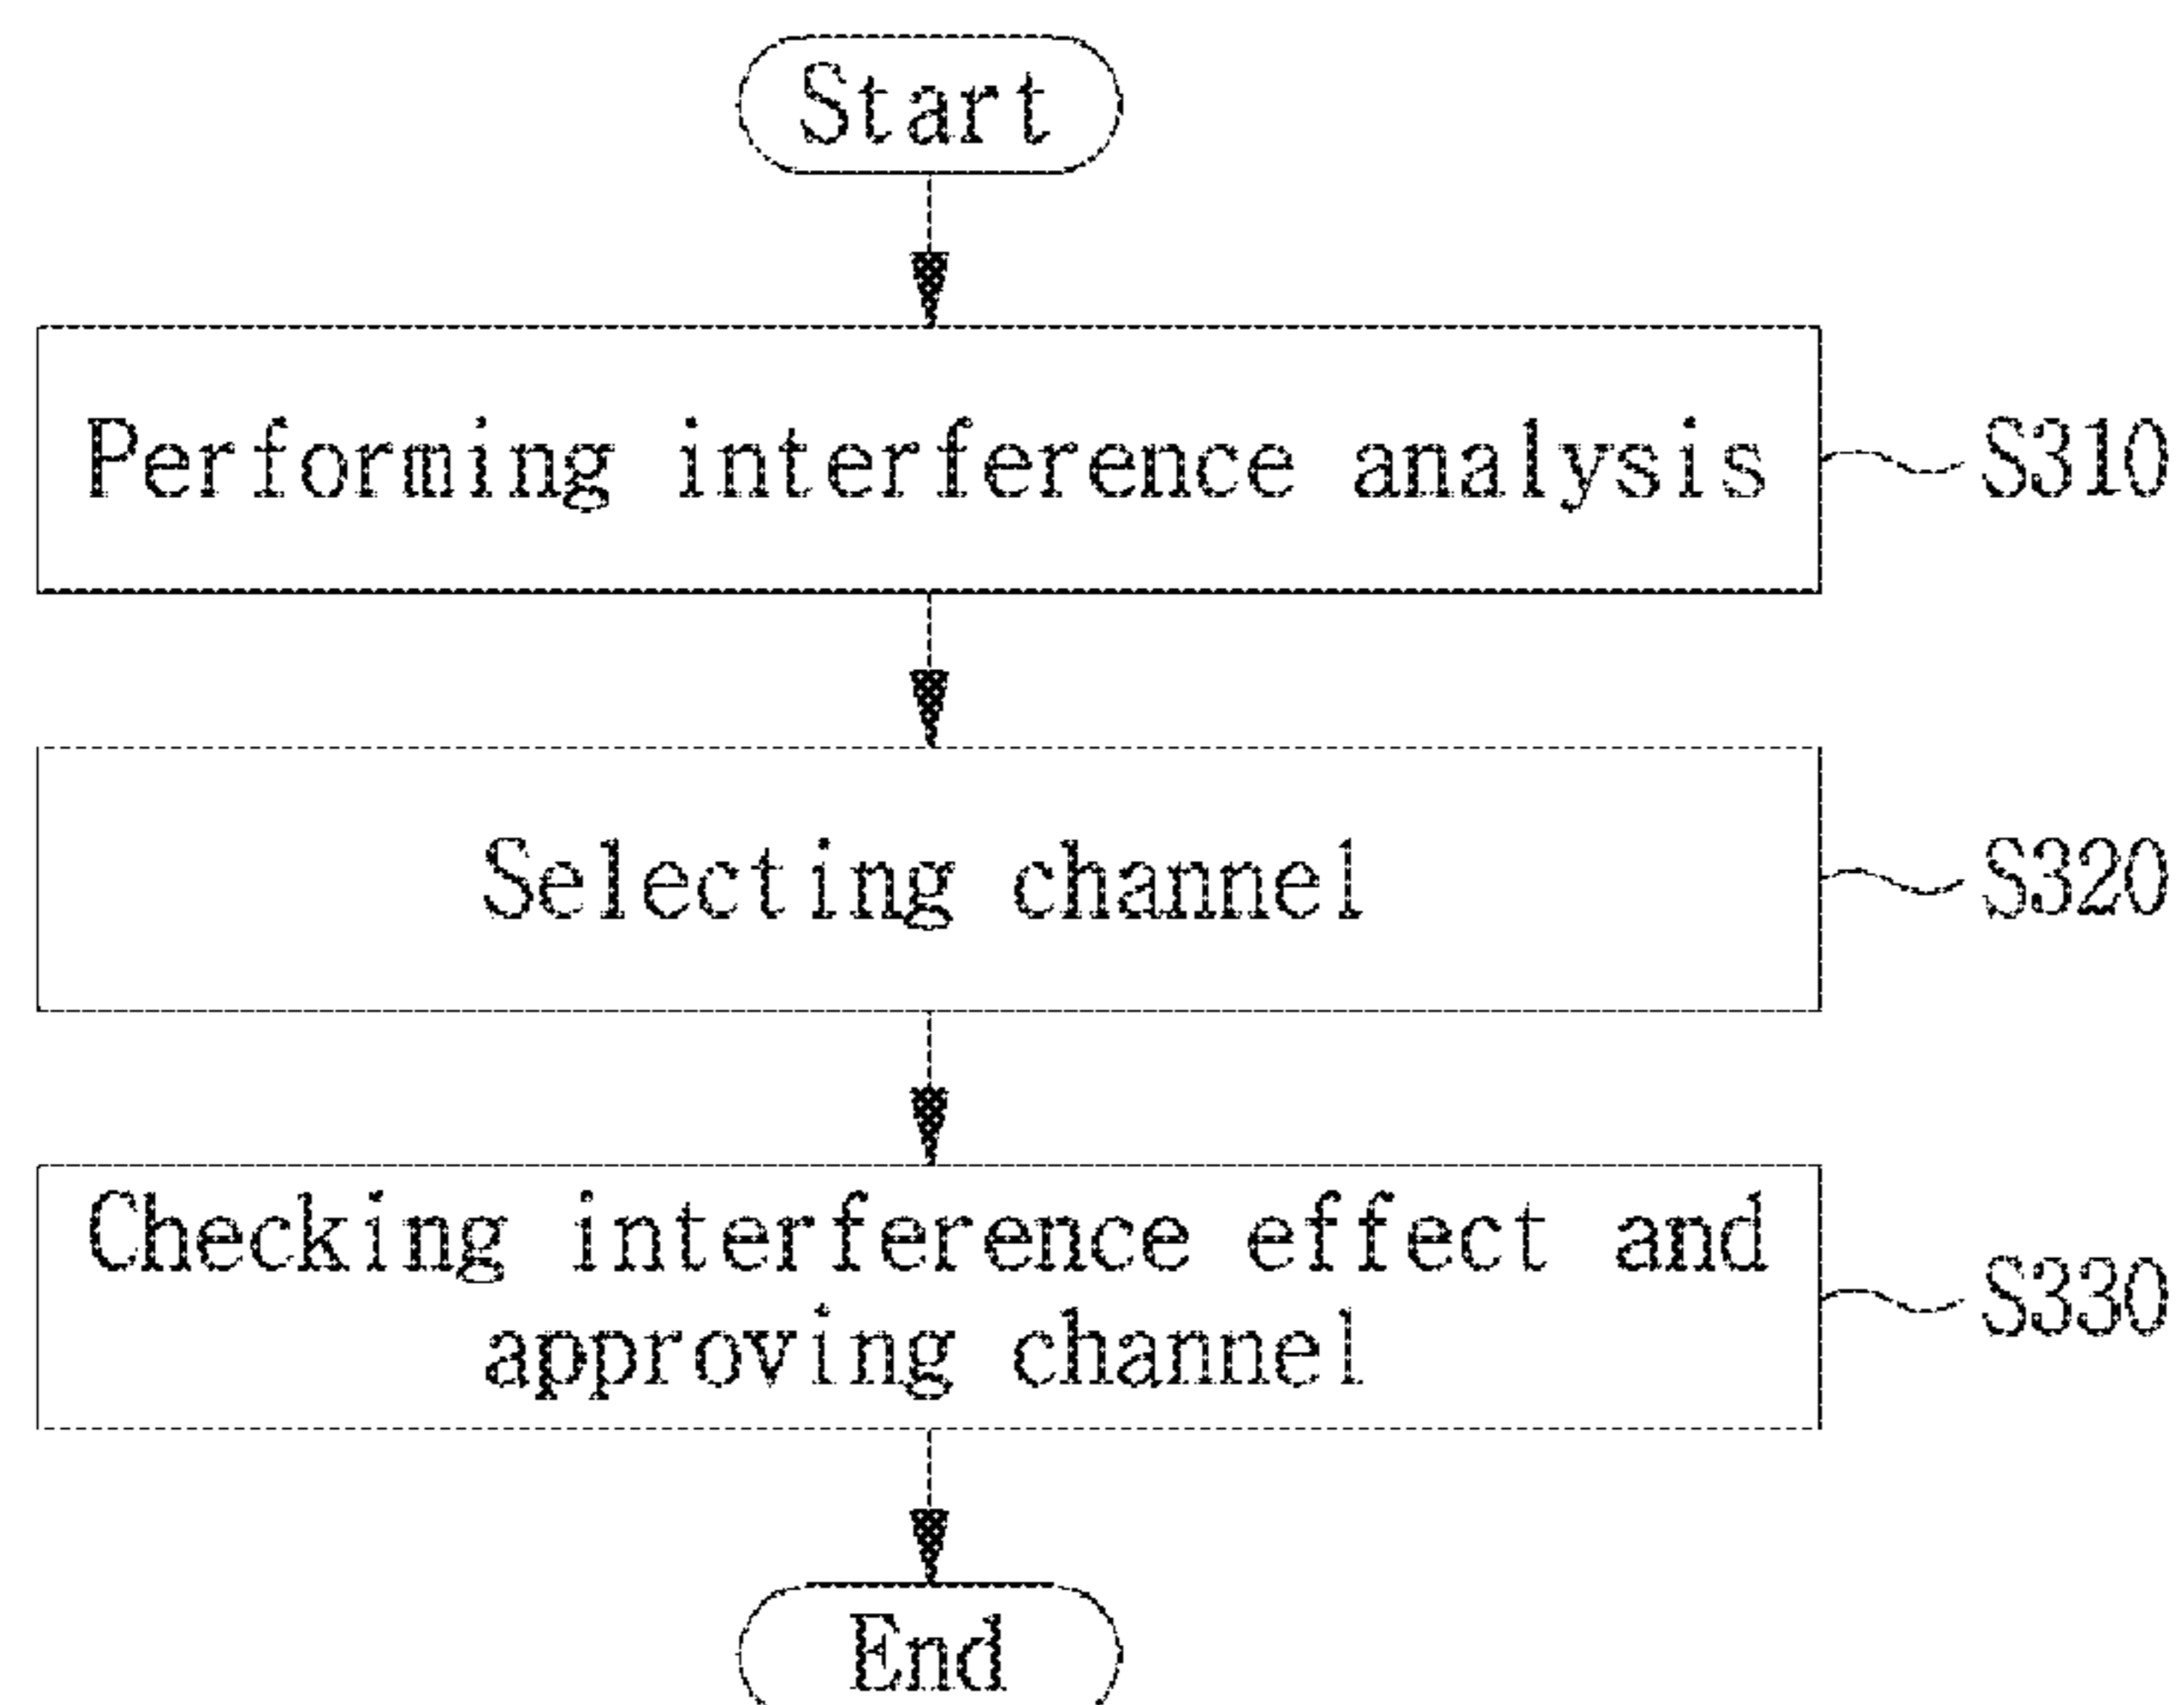 Start
Performing interference analysis
S310
Selecting channel
S320
Checking interference effect and
approving channel
S330
End